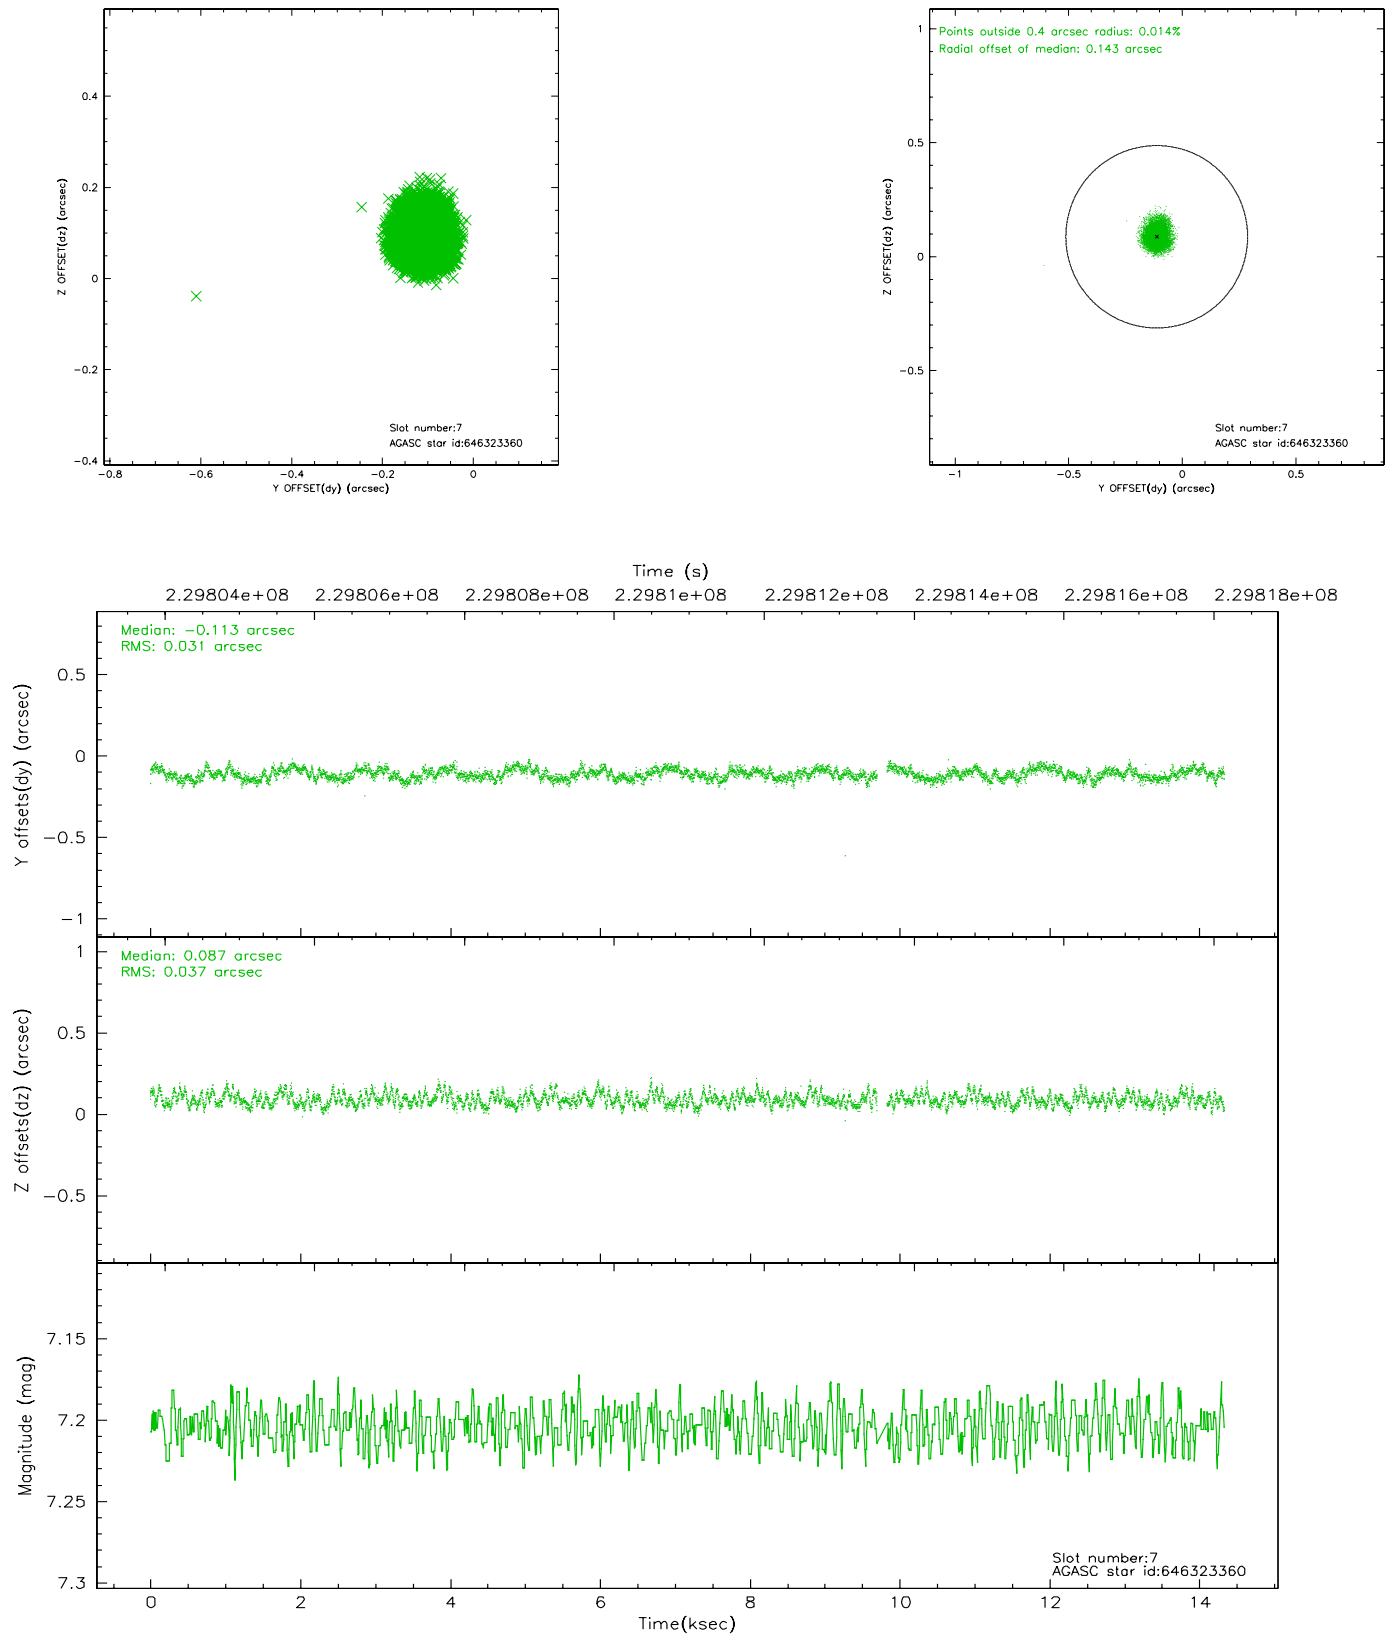 0.4
0.2
0
-0.2
-0.4
Z OFFSET(dz) (arcsec)
Slot number:7
AGASC star id:646323360
-0.8
-0.6
-0.4
-0.2
0
Y OFFSET(dy) (arcsec)
Points outside 0.4 arcsec radius: 0.014%
Radial offset of median: 0.143 arcsec
1
0.5
0
-0.5
Z OFFSET(dz) (arcsec)
Slot number:7
AGASC star id:646323360
-1
-0.5
0
0.5
Y OFFSET(dy) (arcsec)
Time (s)
2.29804e+08 2.29806e+08 2.29808e+08 2.2981e+08 2.29812e+08 2.29814e+08 2.29816e+08 2.29818e+08
Median: -0.113 arcsec
RMS: 0.031 arcsec
0.5
0
-0.5
-1
Y offsets(dy) (arcsec)
Median: 0.087 arcsec
RMS: 0.037 arcsec
1
0.5
0
-0.5
Z offsets(dz) (arcsec)
7.15
7.2
7.25
7.3
Magnitude (mag)
Slot number:7
AGASC star id:646323360
0 2 4 6 8 10 12 14
Time(ksec)